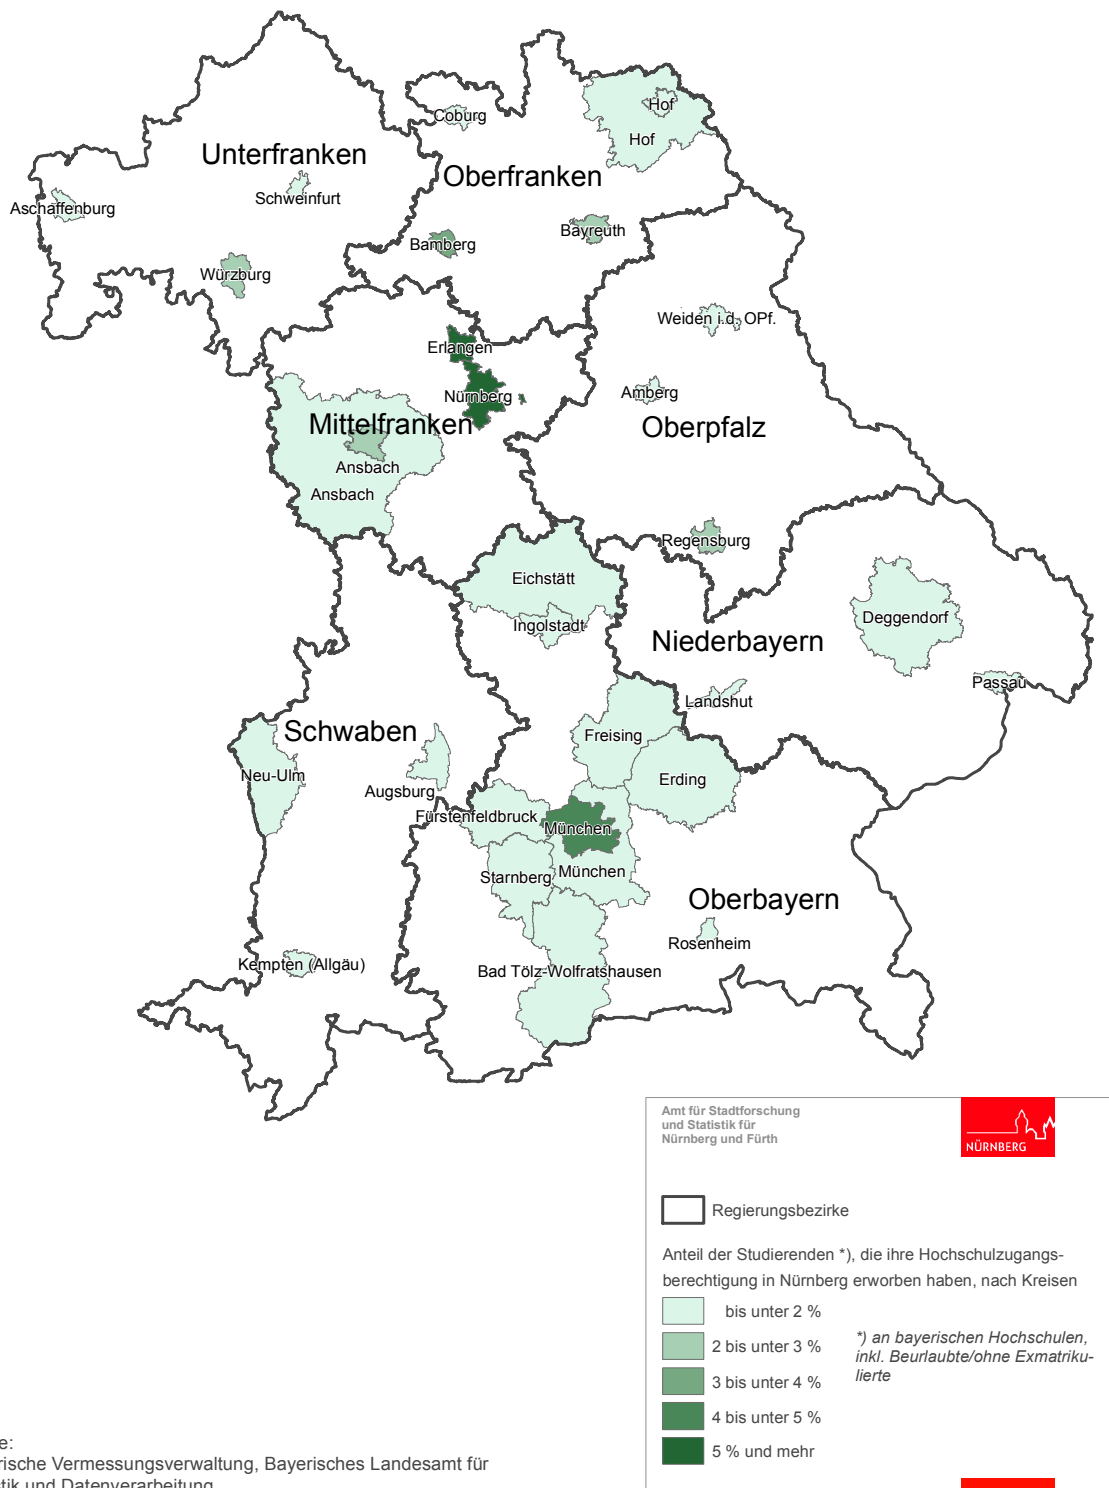 Coburg
Hof
Hof
Unterfranken
Oberfranken
Schweinfurt
Aschaffenburg
Bayreuth
Bamberg
Würzburg
Weiden i.d. OPf.
Erlangen
Nürnberg
Amberg
Mittelfranken
Oberpfalz
Ansbach
Ansbach
Regensburg
Eichstätt
Deggendorf
Ingolstadt
Niederbayern
Passau
Landshut
Schwaben
Freising
Neu-Ulm
Erding
Augsburg
Fürstenfeldbruck
München
München
Starnberg
Oberbayern
Rosenheim
Kempten (Allgäu)
Bad Tölz-Wolfratshausen
Amt für Stadtforschung
und Statistik für
Nürnberg und Fürth
NÜRNBERG
Regierungsbezirke
Anteil der Studierenden *), die ihre Hochschulzugangs-
berechtigung in Nürnberg erworben haben, nach Kreisen
bis unter 2 %
2 bis unter 3 %
3 bis unter 4 %
4 bis unter 5 %
5 % und mehr
*) an bayerischen Hochschulen,
inkl. Beurlaubte/ohne Exmatriku-
lierte
e:
rische Vermessungsverwaltung, Bayerisches Landesamt für
tik und Datenverarbeitung